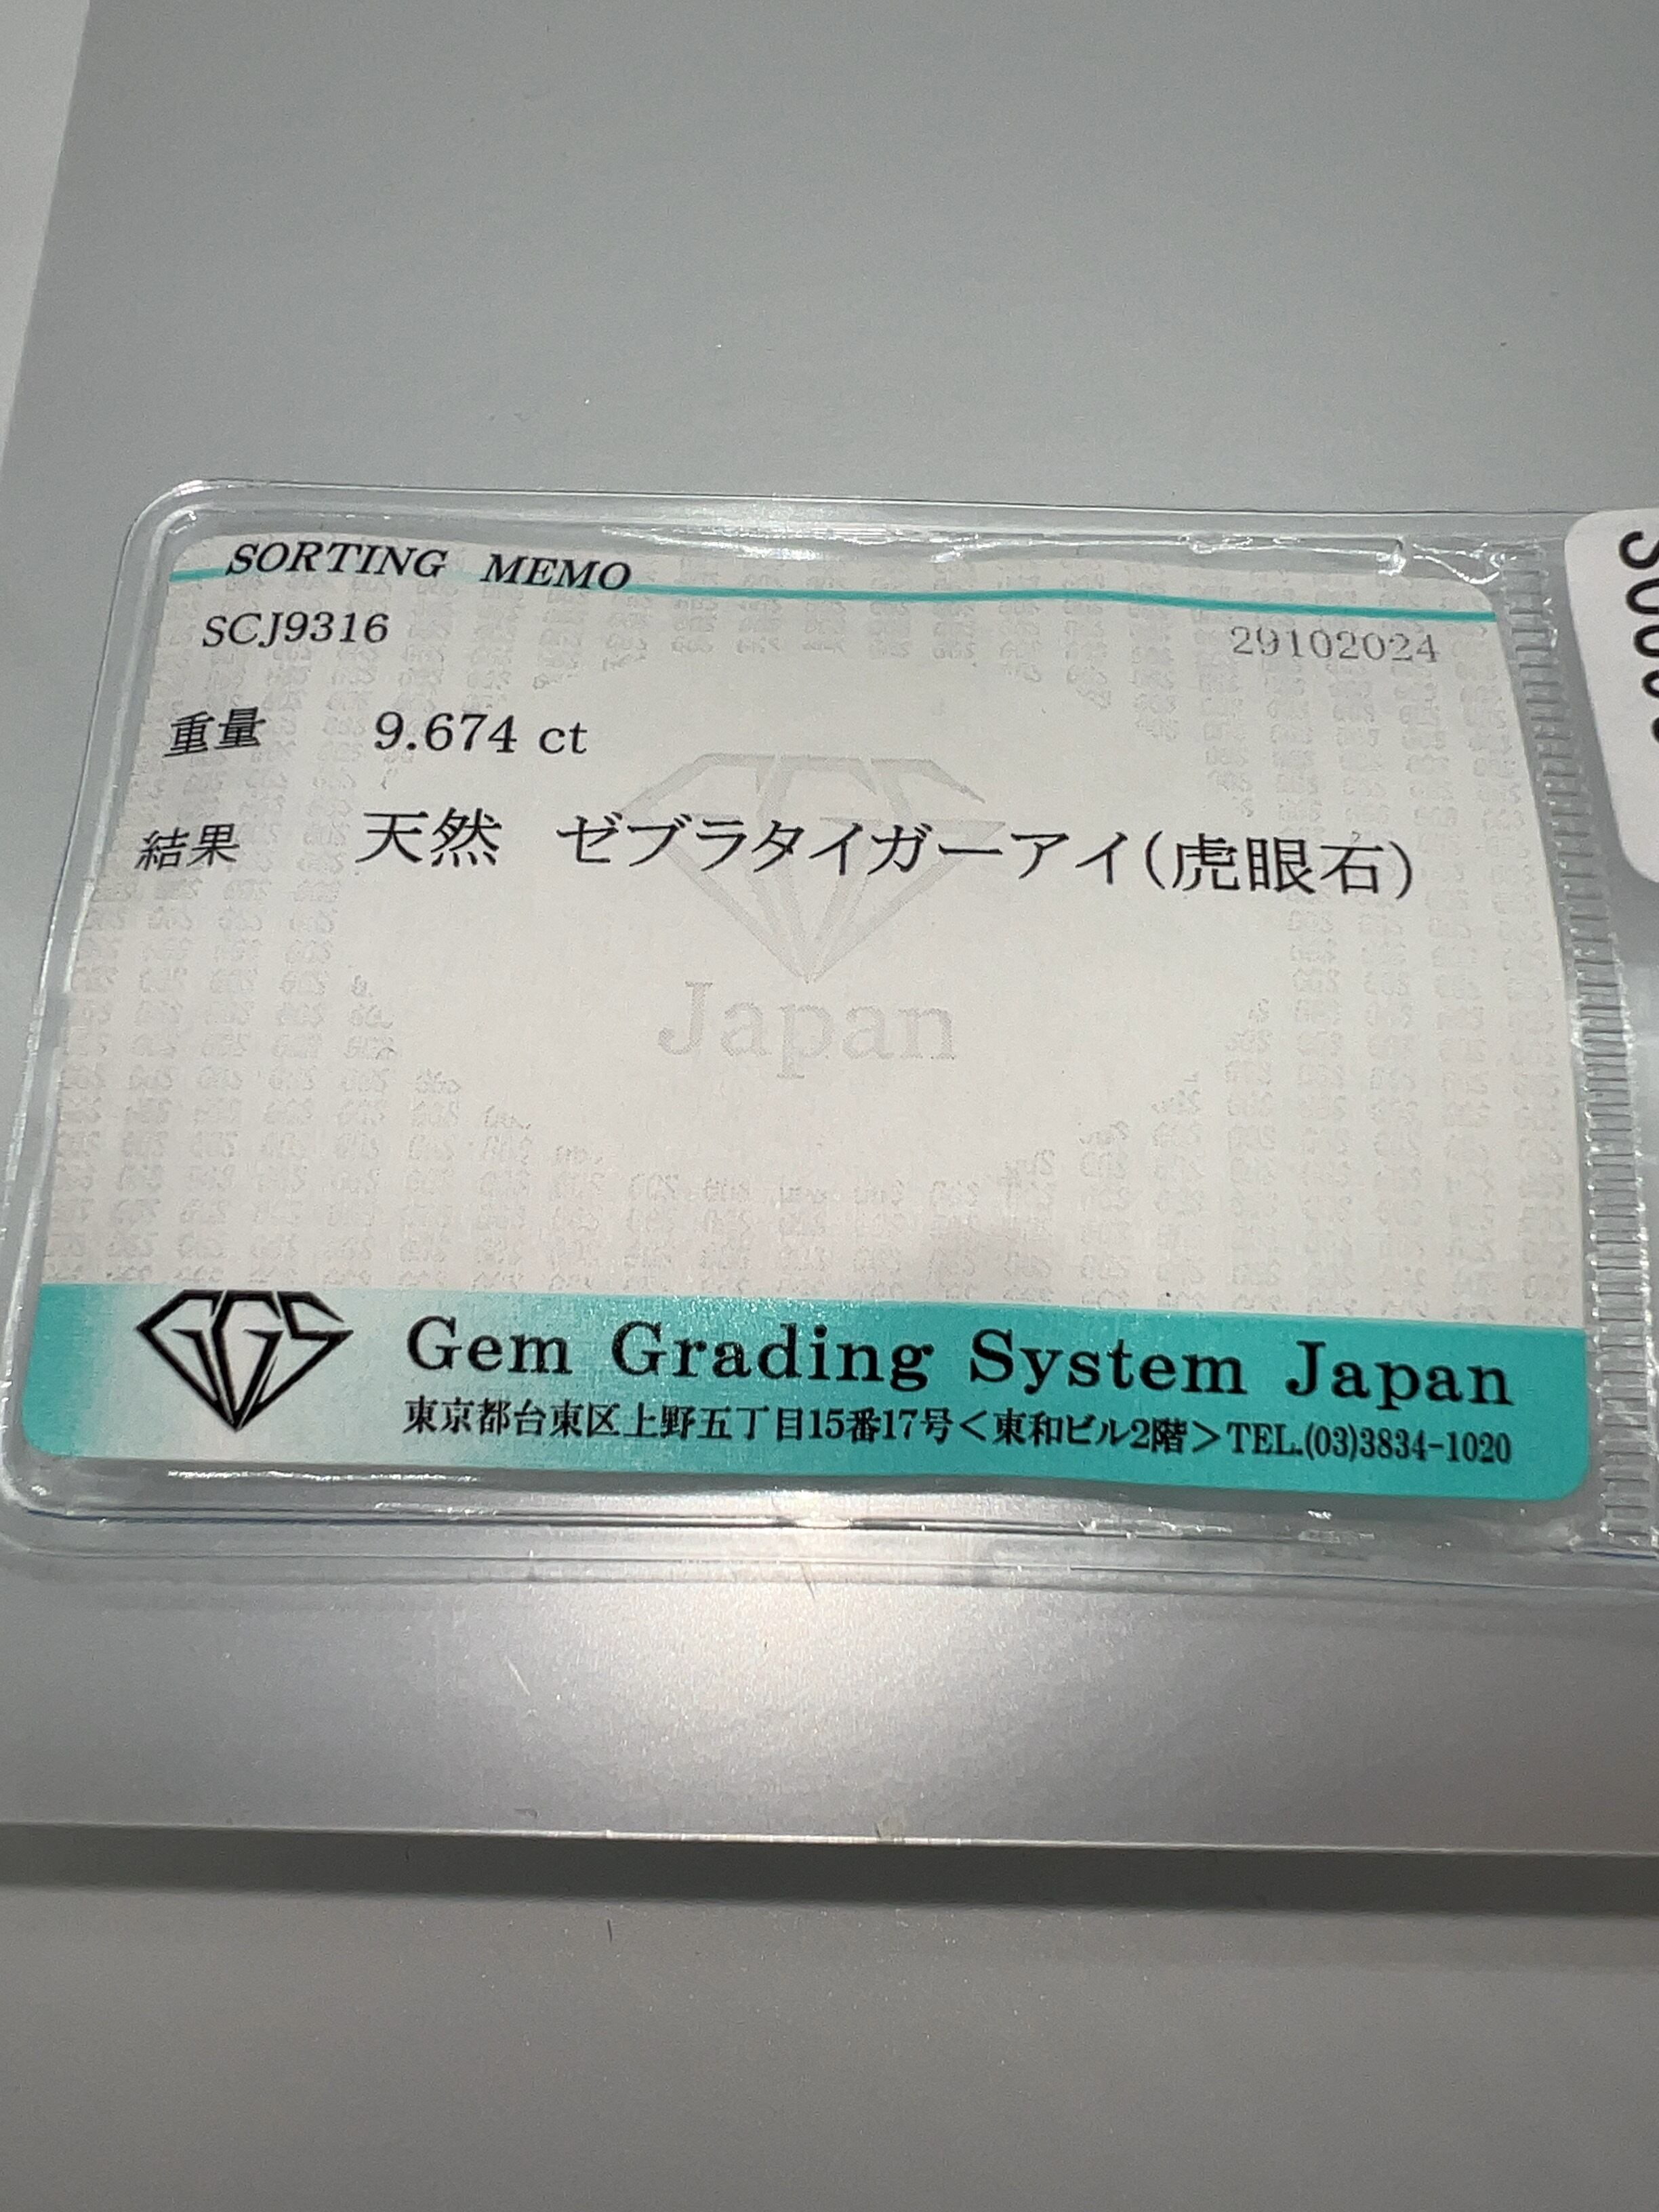 SORTING MEMO
SCJ9316 29102024
重量 9.674 ct
結果 天然 ゼブラタイガーアイ(虎眼石)
Japan
GGS Gem Grading System Japan
東京都台東区上野五丁目15番17号<東和ビル2階>TEL.(03)3834-1020